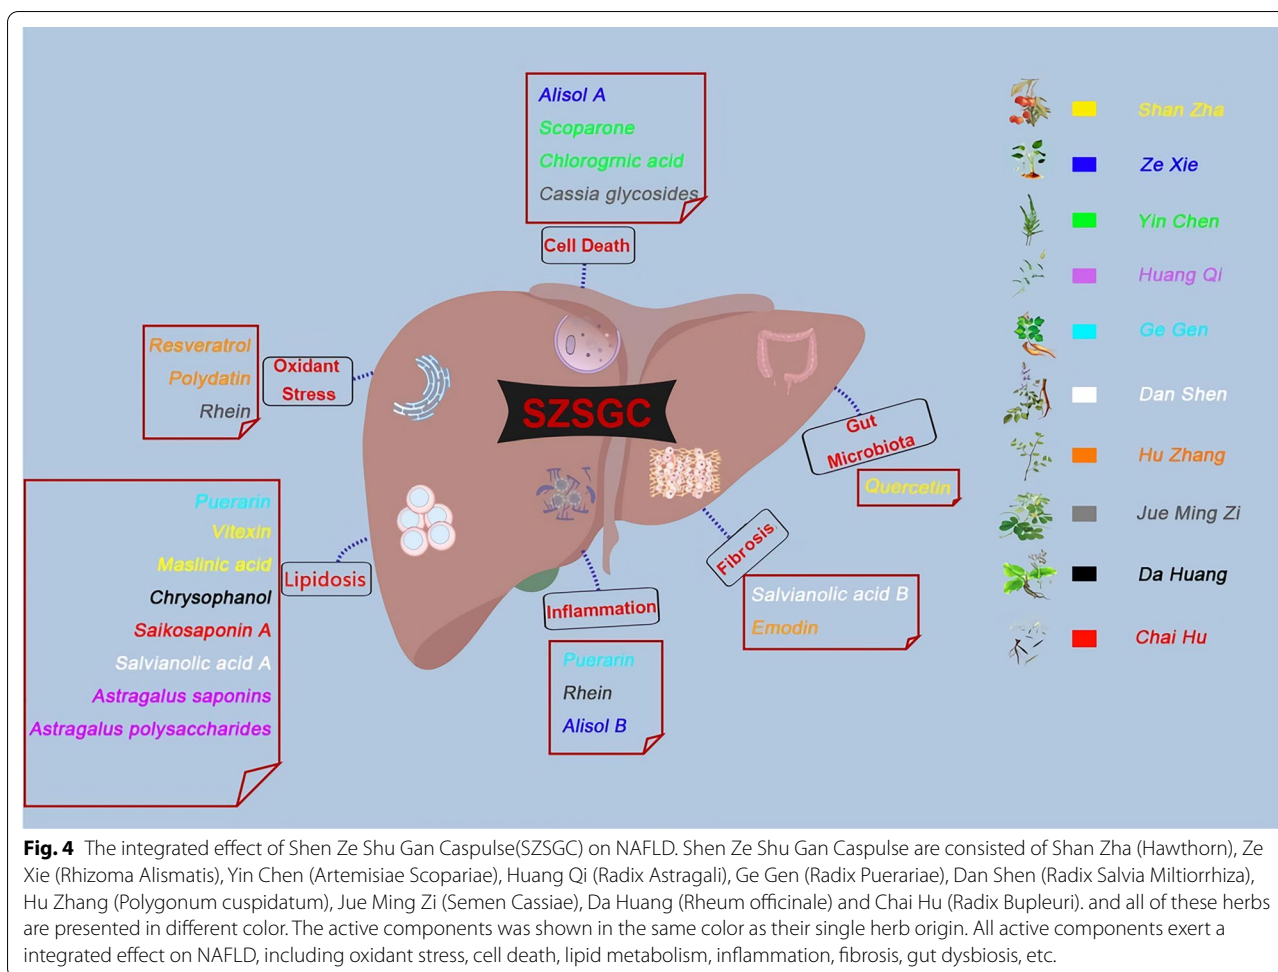 Alisol A
Scoparone
Chlorogrnic acid
Cassia glycosides
Cell Death
Resveratrol
Polydatin
Rhein
Oxidant
Stress
SZSGC
Gut
Microbiota
Quercetin
Puerarin
Vitexin
Maslinic acid
Chrysophanol
Saikosaponin A
Salvianolic acid A
Astragalus saponins
Astragalus polysaccharides
Lipidosis
Inflammation
Puerarin
Rhein
Alisol B
Fibrosis
Salvianolic acid B
Emodin
Shan Zha
Ze Xie
Yin Chen
Huang Qi
Ge Gen
Dan Shen
Hu Zhang
Jue Ming Zi
Da Huang
Chai Hu
Fig. 4 The integrated effect of Shen Ze Shu Gan Caspulse(SZSGC) on NAFLD. Shen Ze Shu Gan Caspulse are consisted of Shan Zha (Hawthorn), Ze
Xie (Rhizoma Alismatis), Yin Chen (Artemisiae Scopariae), Huang Qi (Radix Astragali), Ge Gen (Radix Puerariae), Dan Shen (Radix Salvia Miltiorrhiza),
Hu Zhang (Polygonum cuspidatum), Jue Ming Zi (Semen Cassiae), Da Huang (Rheum officinale) and Chai Hu (Radix Bupleuri). and all of these herbs
are presented in different color. The active components was shown in the same color as their single herb origin. All active components exert a
integrated effect on NAFLD, including oxidant stress, cell death, lipid metabolism, inflammation, fibrosis, gut dysbiosis, etc.